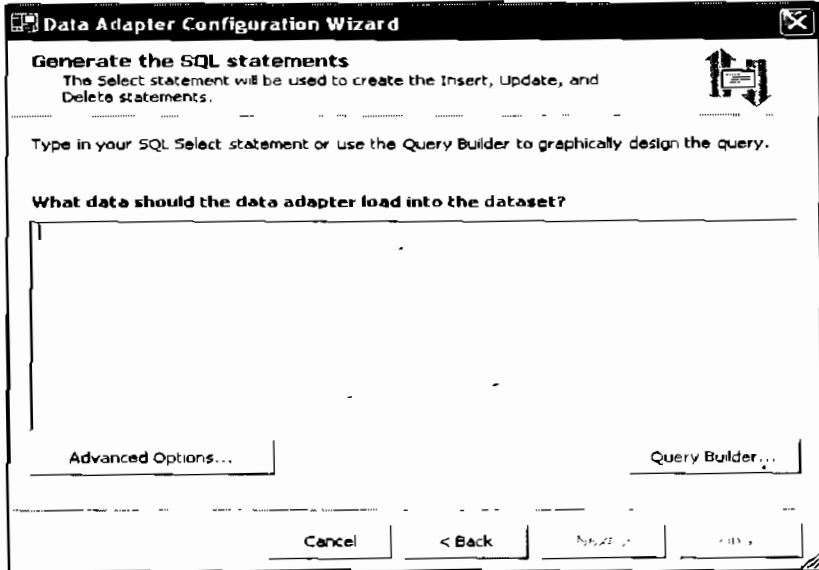 Data Adapter Configuration Wizard
Generate the SQL statements
The Select statement will be used to create the Insert, Update, and
Delete statements.
Type in your SQL Select statement or use the Query Builder to graphically design the query.
What data should the data adapter load into the dataset?
Advanced Options...
Query Builder...
Cancel
< Back